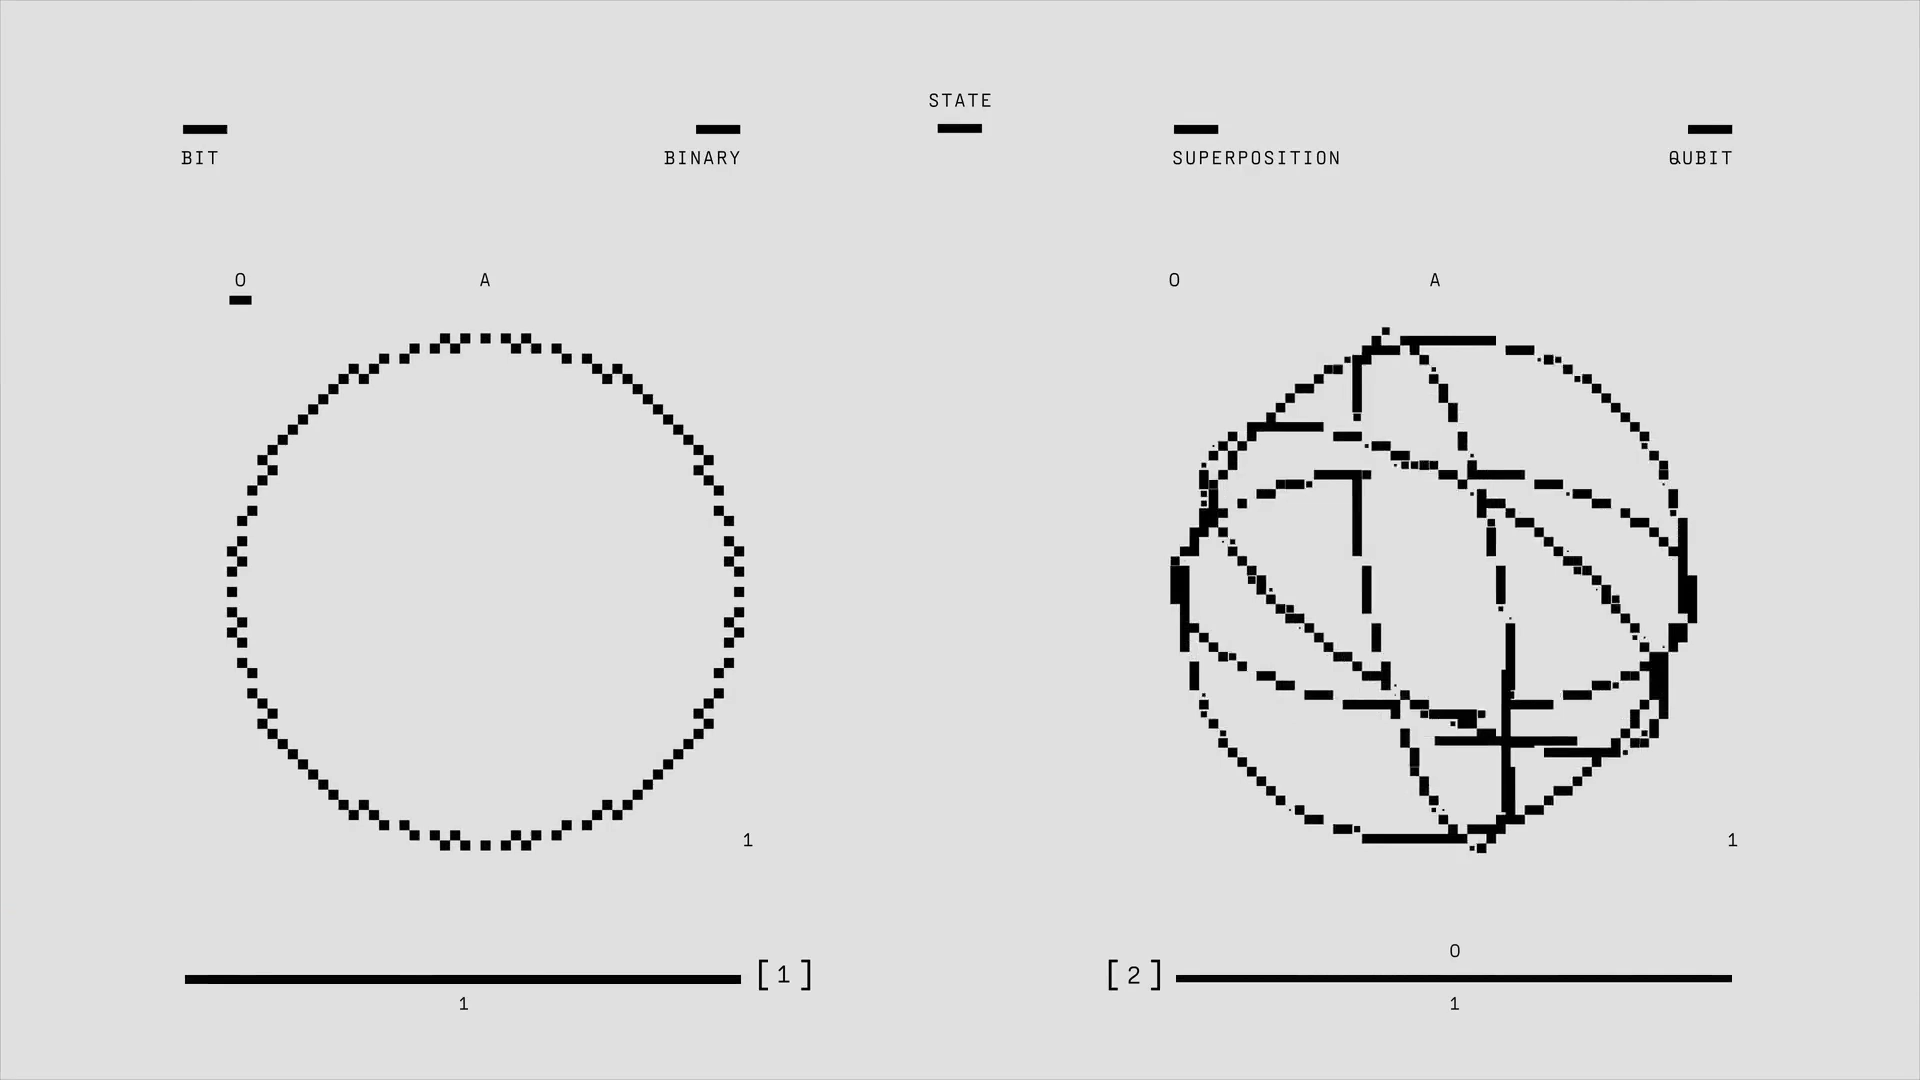 STATE
BIT BINARY SUPERPOSITION QUBIT
0 A 0 A
1 1
0
[1] [2]
1 1